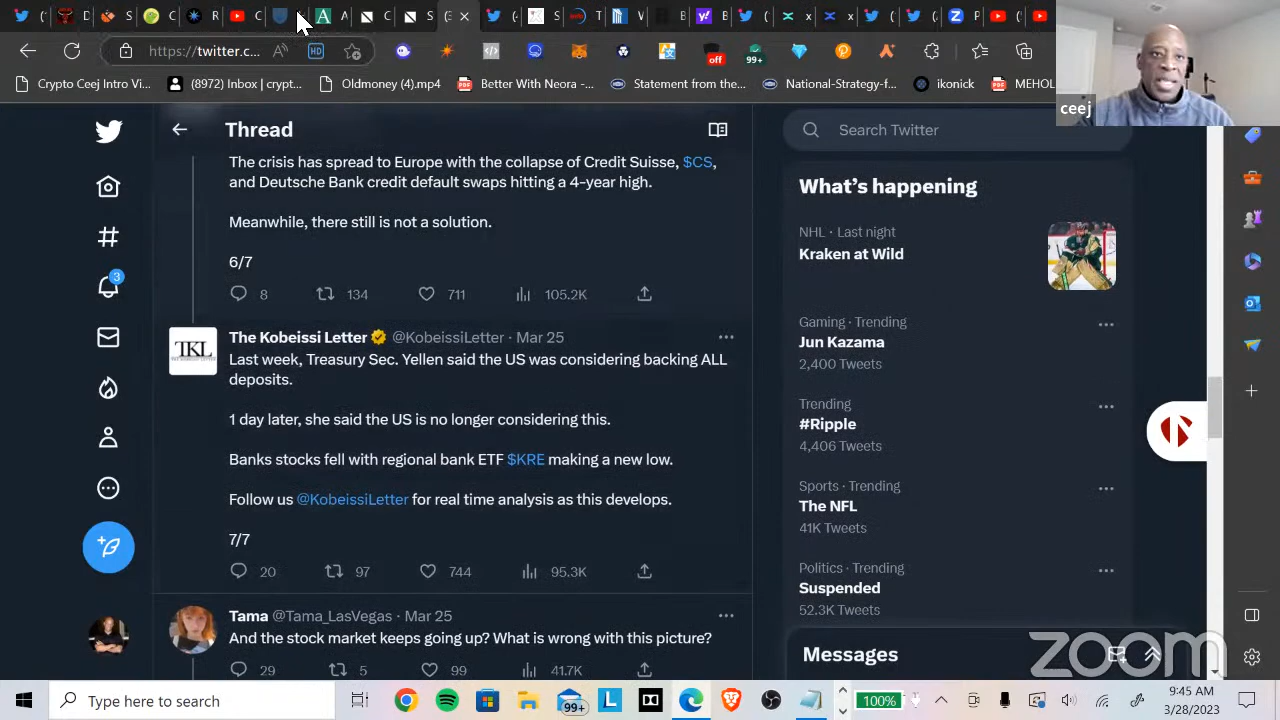 S
C
A
C
S
https://twitter.c...
HD
off
99+
Crypto Ceej Intro Vi...
(8972) Inbox | crypt...
Oldmoney (4).mp4
Better With Neora -...
Statement from the...
National-Strategy-f...
ikonick
MEHOL
ceej
Thread
Search Twitter
The crisis has spread to Europe with the collapse of Credit Suisse, $CS,
and Deutsche Bank credit default swaps hitting a 4-year high.
Meanwhile, there still is not a solution.
6/7
8 134 711 105.2K
TKL
The Kobeissi Letter @KobeissiLetter · Mar 25
Last week, Treasury Sec. Yellen said the US was considering backing ALL
deposits.
1 day later, she said the US is no longer considering this.
Banks stocks fell with regional bank ETF $KRE making a new low.
Follow us @KobeissiLetter for real time analysis as this develops.
7/7
20 97 744 95.3K
Tama @Tama_LasVegas · Mar 25
And the stock market keeps going up? What is wrong with this picture?
29 5 99 41.7K
3
What's happening
NHL · Last night
Kraken at Wild
Gaming · Trending
Jun Kazama
2,400 Tweets
Trending
#Ripple
4,406 Tweets
Sports · Trending
The NFL
41K Tweets
Politics · Trending
Suspended
52.3K Tweets
Messages
zoom
Type here to search
99+
100%
9:45 AM
3/28/2023